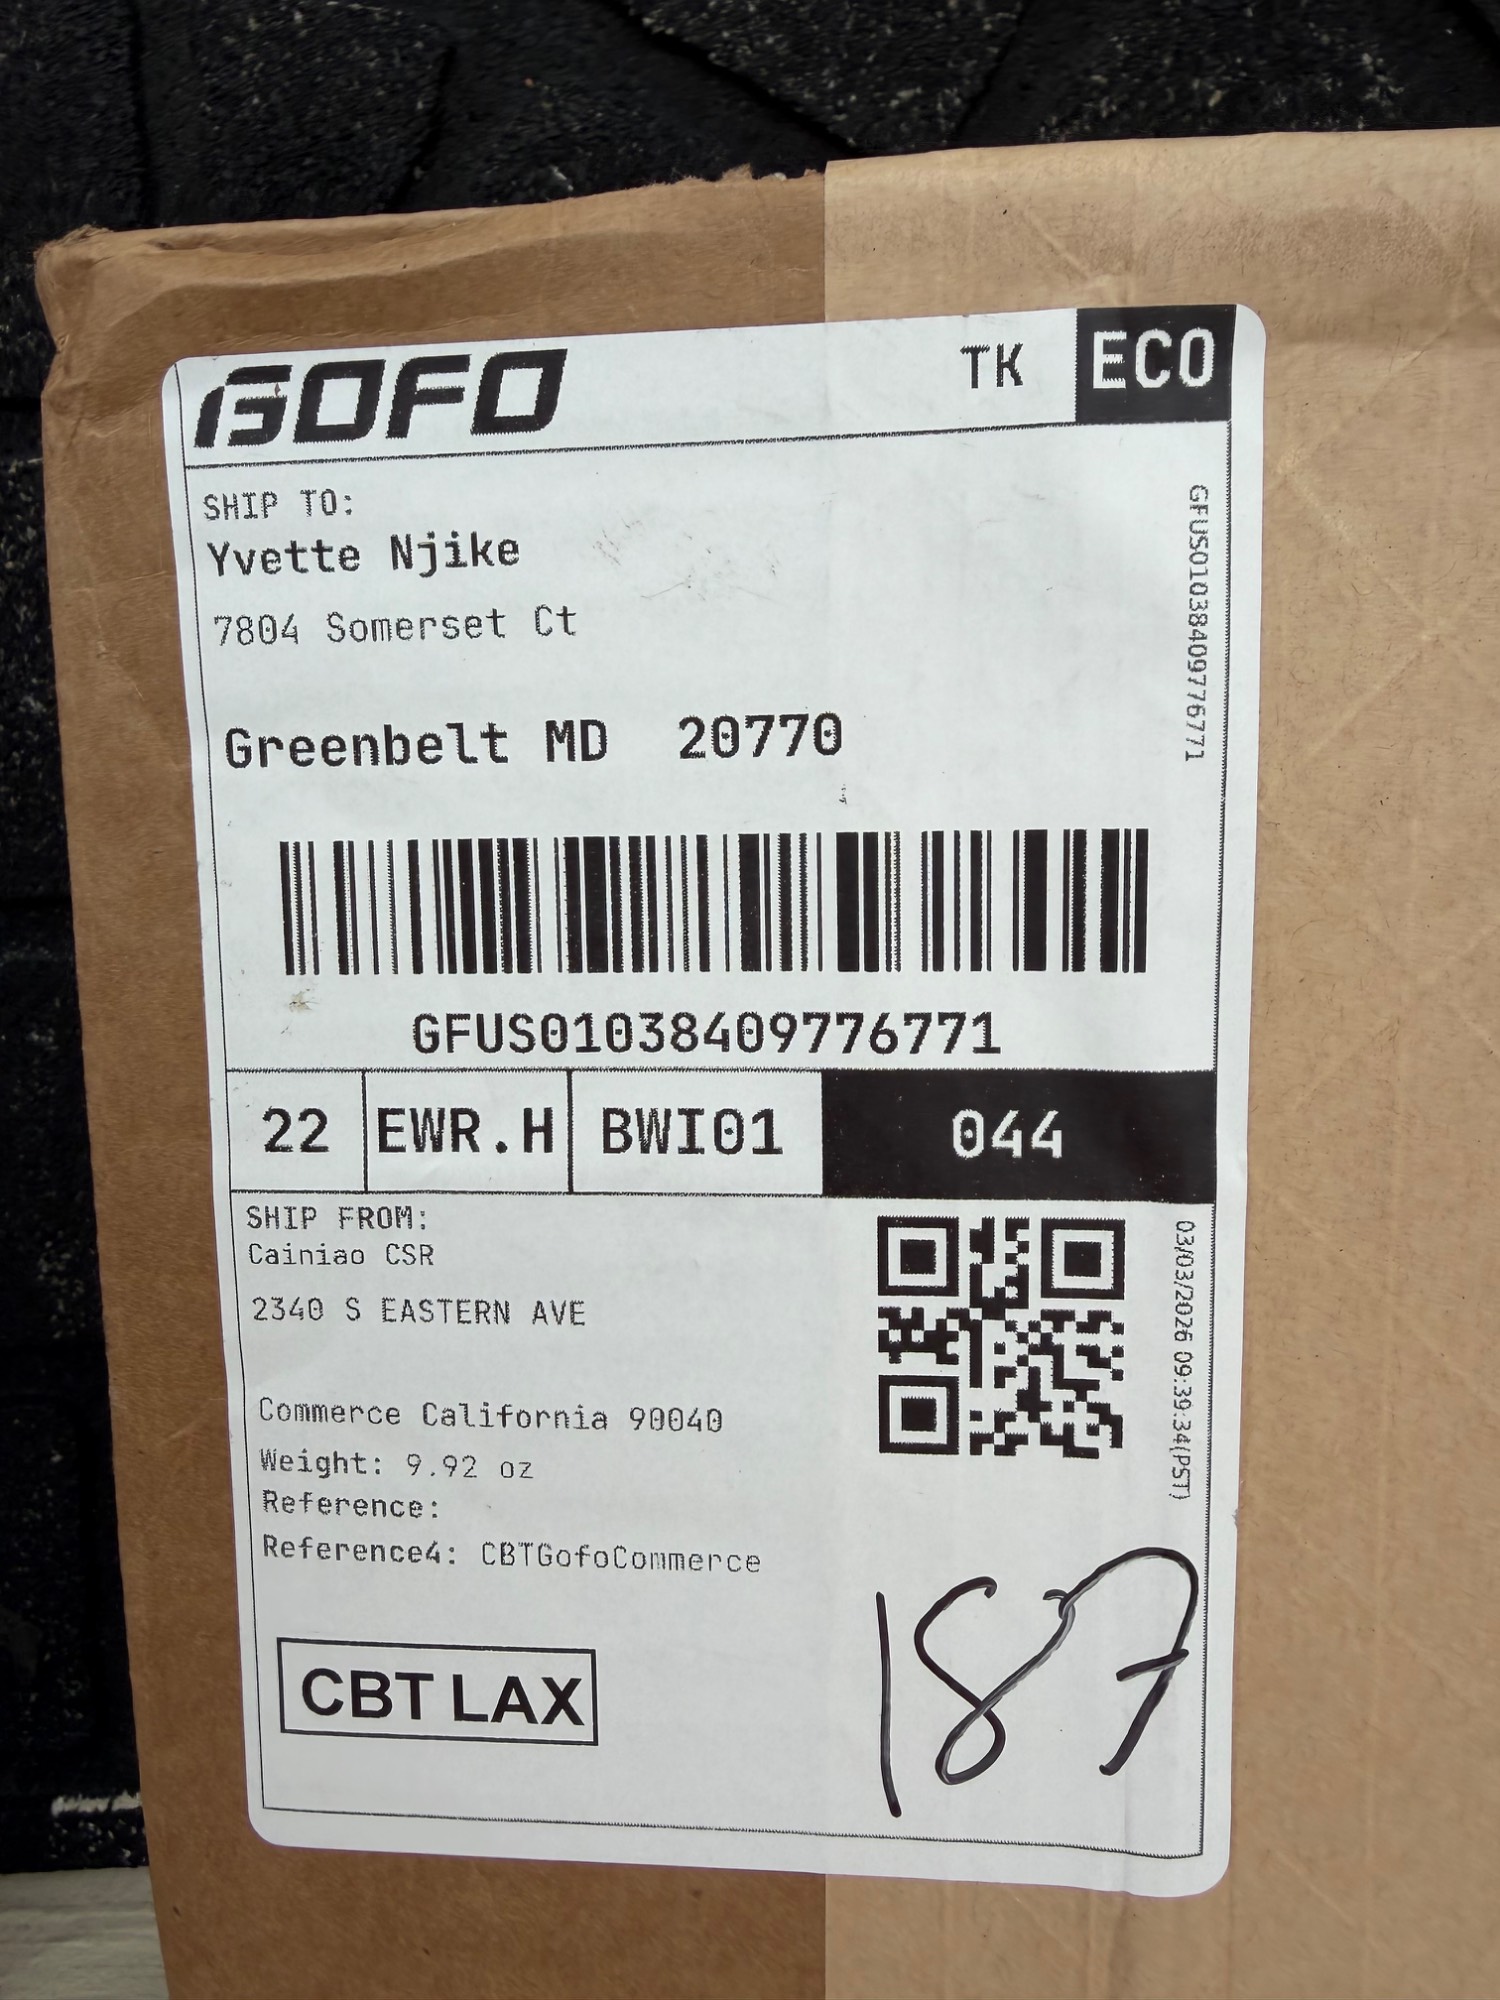 GOFO
TK
ECO
SHIP TO:
Yvette Njike
7804 Somerset Ct
Greenbelt MD 20770
GFUS01038409776771
GFUS01038409776771
22
EWR.H
BWI01
044
SHIP FROM:
Cainiao CSR
2340 S EASTERN AVE
Commerce California 90040
Weight: 9.92 oz
Reference:
Reference4: CBTGofoCommerce
03/03/2026 09:39:34(PST)
CBT LAX
187